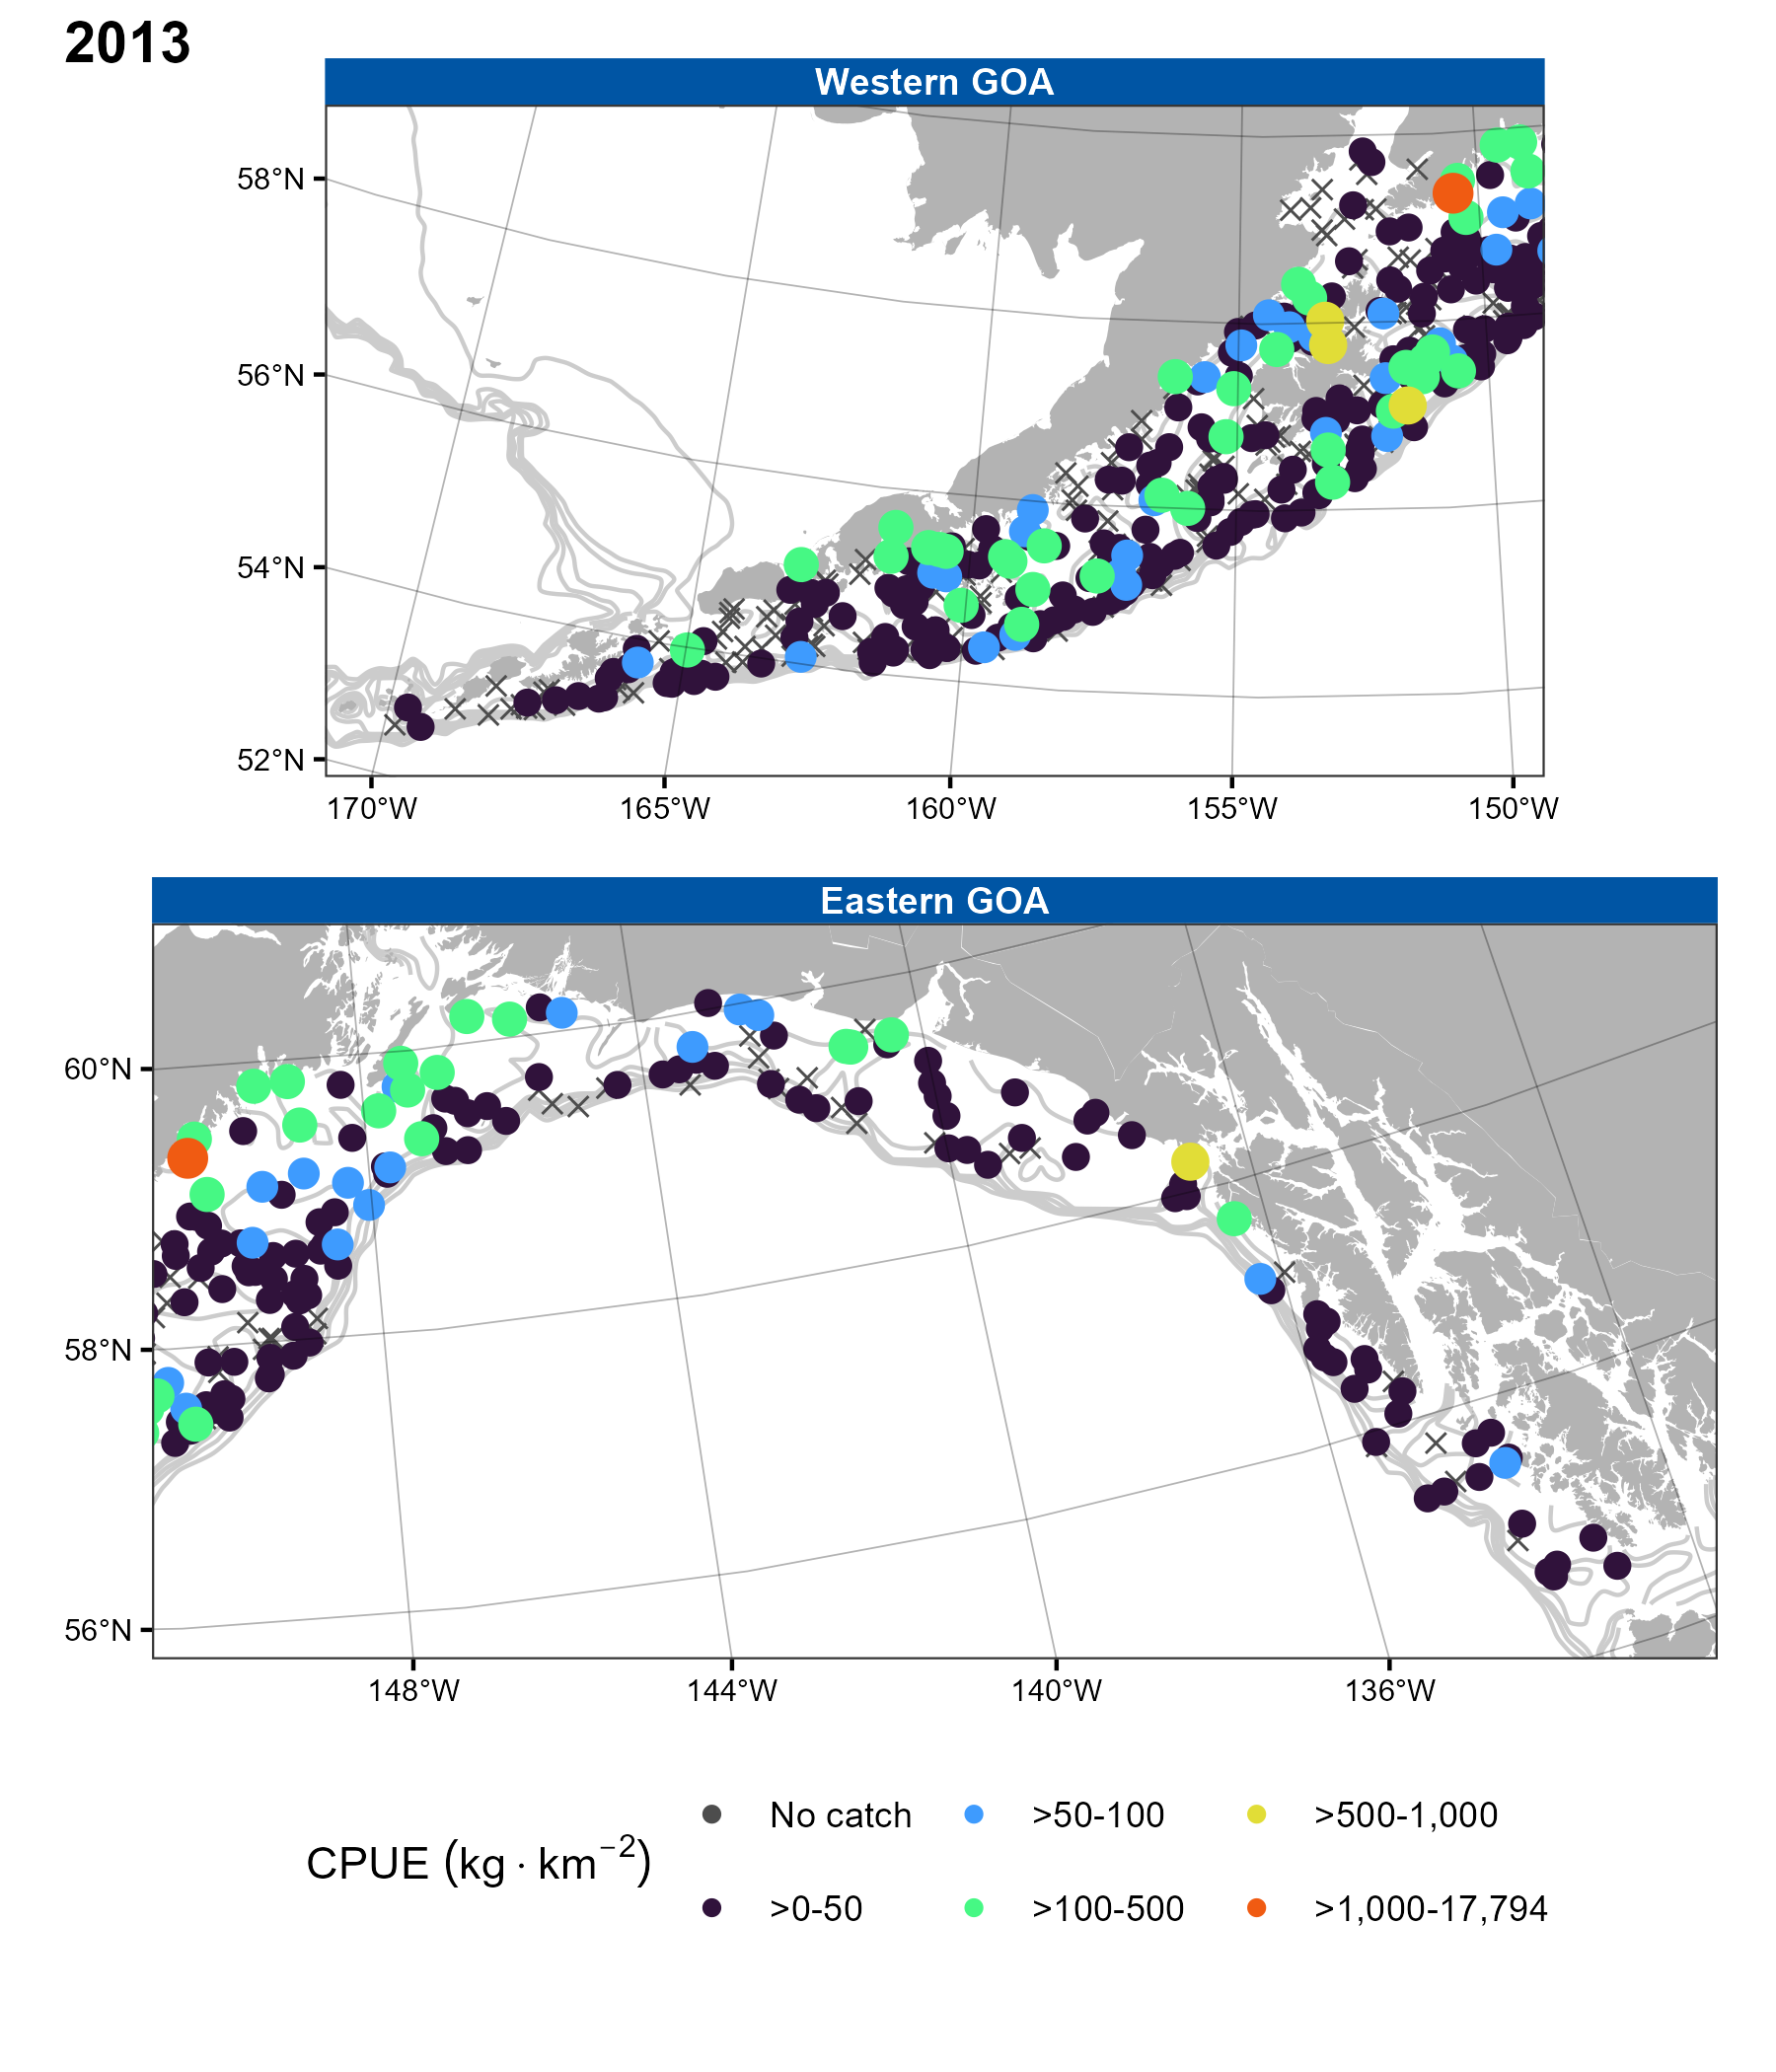 2013
Western GOA
58°N
56°N
54°N
52°N
170°W 165°W 160°W 155°W 150°W
Eastern GOA
60°N
58°N
56°N
148°W 144°W 140°W 136°W
CPUE (kg · km⁻²)
No catch >50-100 >500-1,000
>0-50 >100-500 >1,000-17,794